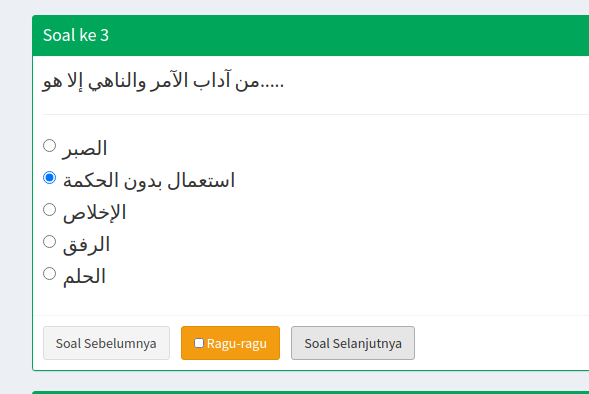 Soal ke 3
من آداب الآمر والناهي إلا هو.....
الصبر
استعمال بدون الحكمة
الإخلاص
الرفق
الحلم
Soal Sebelumnya
Ragu-ragu
Soal Selanjutnya